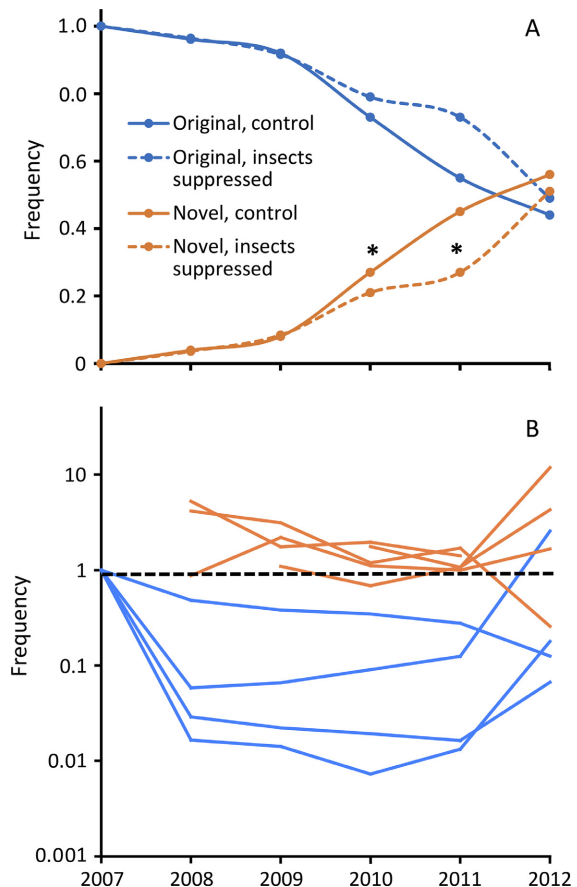 A
1.0
0.0
0.6
0.4
0.2
0
Frequency
Original, control
Original, insects
suppressed
Novel, control
Novel, insects
suppressed
*
*
B
10
1
0.1
0.01
0.001
Frequency
2007
2008
2009
2010
2011
2012